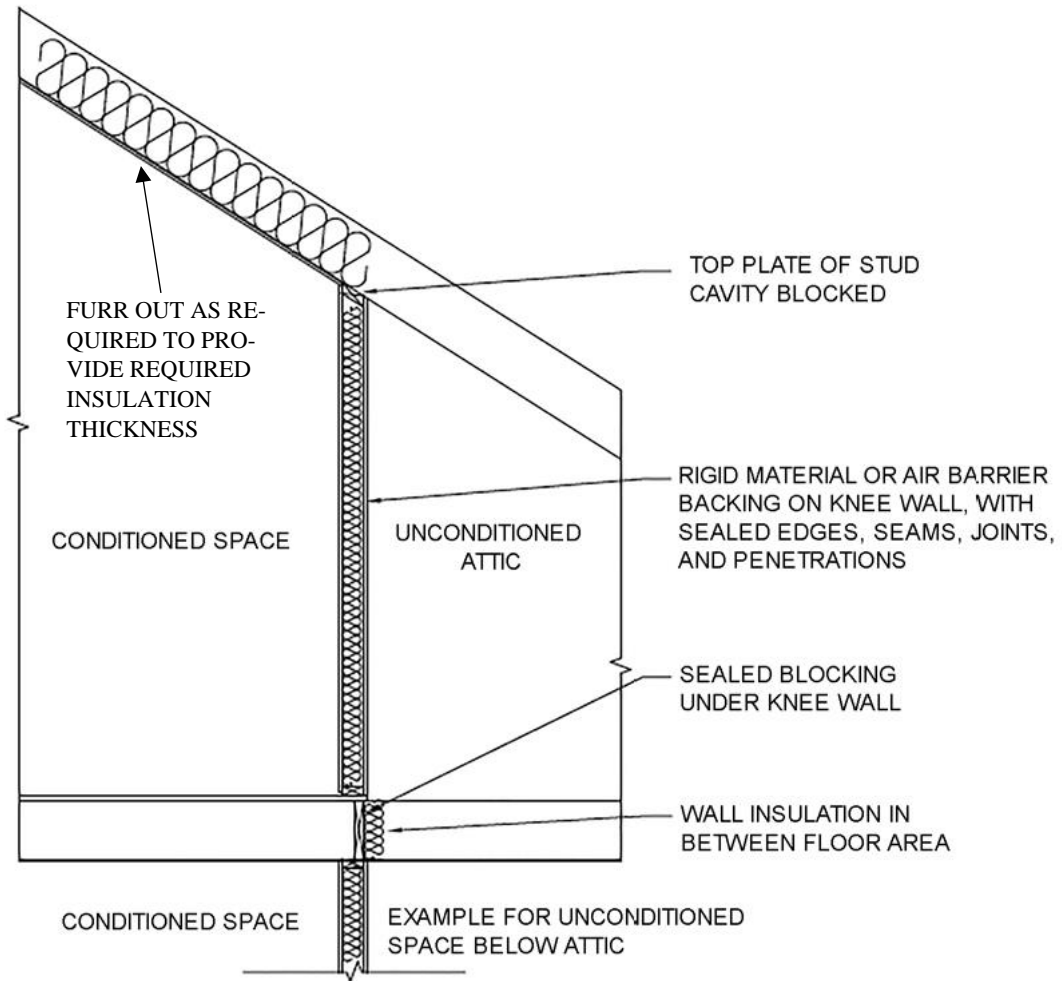 TOP PLATE OF STUD
CAVITY BLOCKED
FURR OUT AS RE-
QUIRED TO PRO-
VIDE REQUIRED
INSULATION
THICKNESS
RIGID MATERIAL OR AIR BARRIER
BACKING ON KNEE WALL, WITH
SEALED EDGES, SEAMS, JOINTS,
AND PENETRATIONS
CONDITIONED SPACE
UNCONDITIONED
ATTIC
SEALED BLOCKING
UNDER KNEE WALL
WALL INSULATION IN
BETWEEN FLOOR AREA
CONDITIONED SPACE
EXAMPLE FOR UNCONDITIONED
SPACE BELOW ATTIC